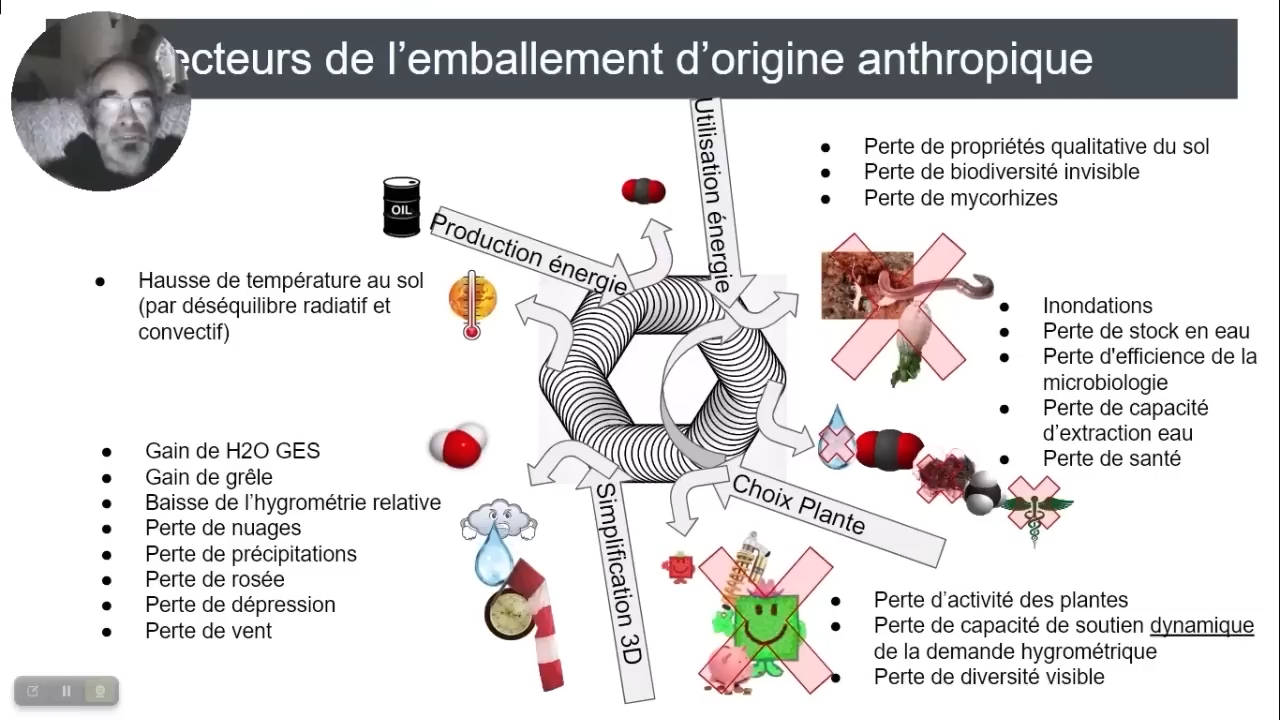 ecteurs de l’emballement d’origine anthropique
Utilisation énergie
Production énergie
OIL
Perte de propriétés qualitative du sol
Perte de biodiversité invisible
Perte de mycorhizes
Hausse de température au sol
(par déséquilibre radiatif et
convectif)
Inondations
Perte de stock en eau
Perte d'efficience de la
microbiologie
Perte de capacité
d’extraction eau
Perte de santé
Gain de H2O GES
Gain de grêle
Baisse de l’hygrométrie relative
Perte de nuages
Perte de précipitations
Perte de rosée
Perte de dépression
Perte de vent
Simplification 3D
Choix Plante
Perte d’activité des plantes
Perte de capacité de soutien dynamique
de la demande hygrométrique
Perte de diversité visible